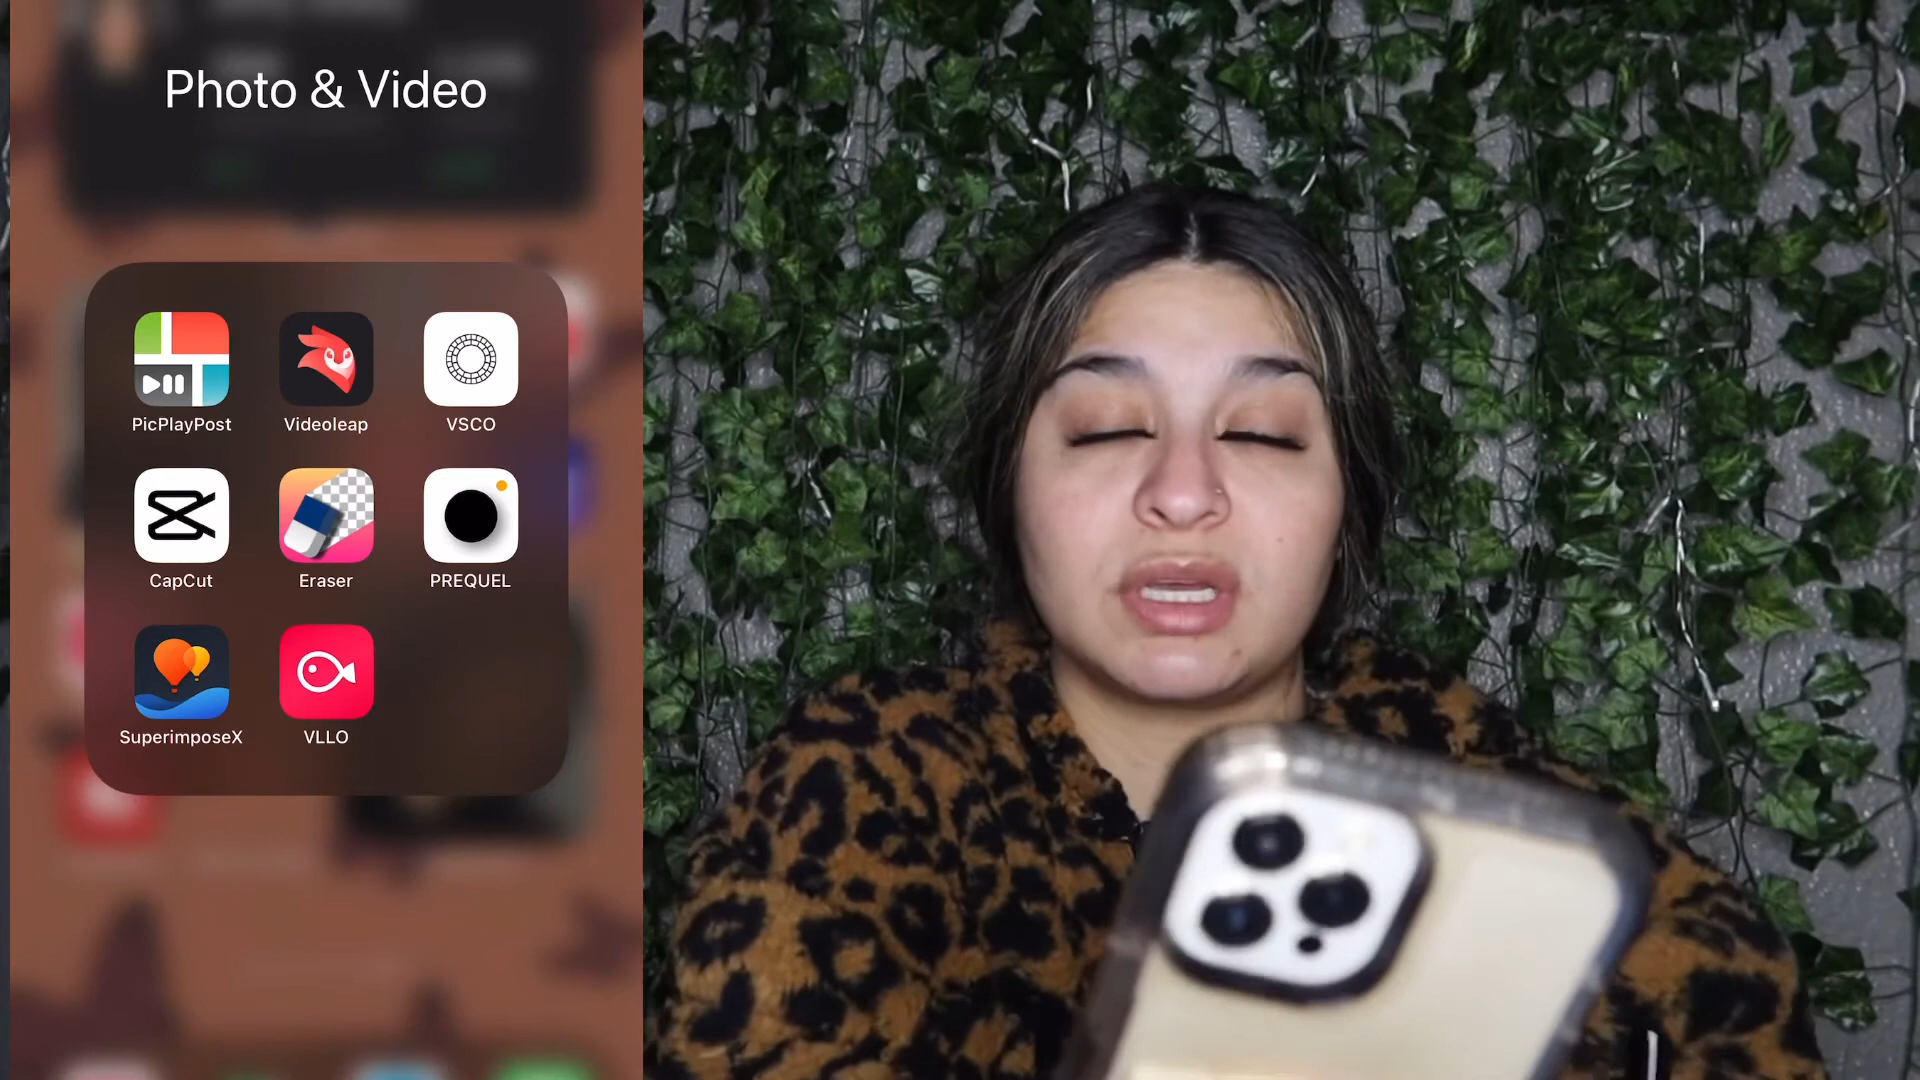 Photo & Video
PicPlayPost
Videoleap
VSCO
CapCut
Eraser
PREQUEL
SuperimposeX
VLLO